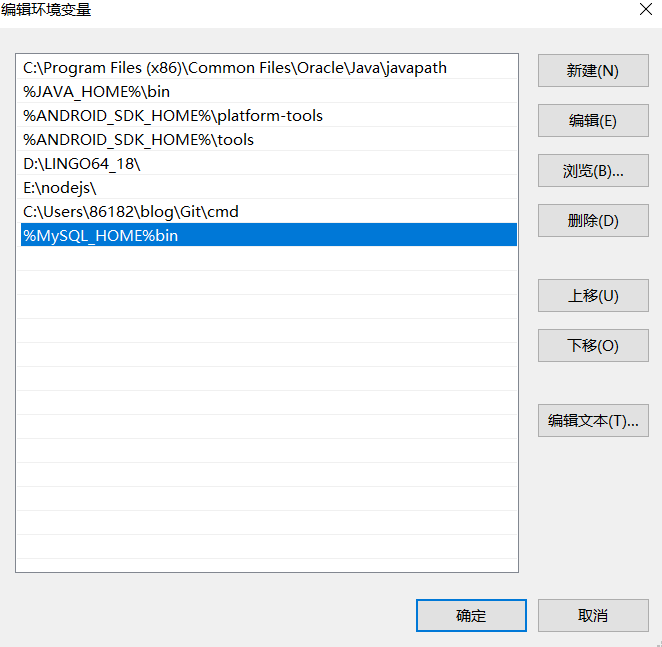 编辑环境变量
C:\Program Files (x86)\Common Files\Oracle\Java\javapath
%JAVA_HOME%\bin
%ANDROID_SDK_HOME%\platform-tools
%ANDROID_SDK_HOME%\tools
D:\LINGO64_18\
E:\nodejs\
C:\Users\86182\blog\Git\cmd
%MySQL_HOME%bin
新建(N)
编辑(E)
浏览(B)...
删除(D)
上移(U)
下移(O)
编辑文本(T)...
确定
取消